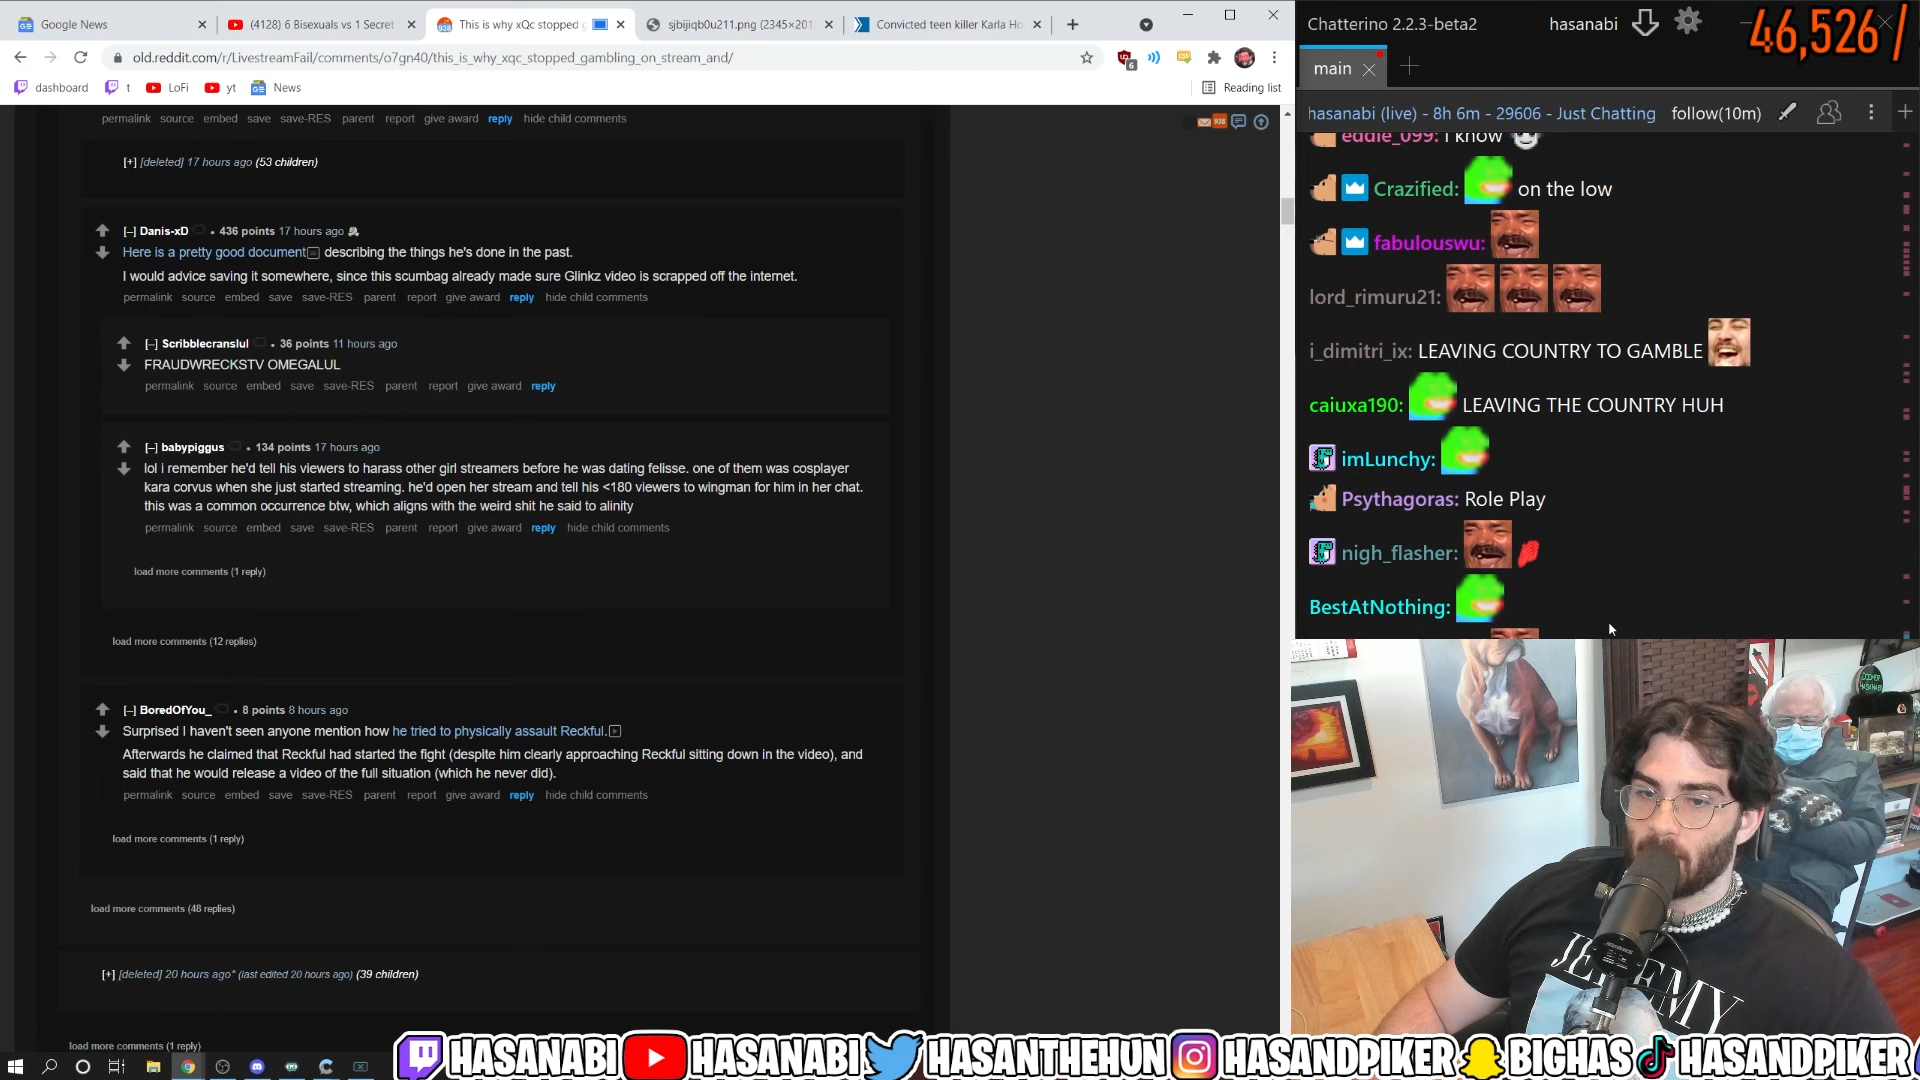 Google News
(4128) 6 Bisexuals vs 1 Secret
This is why xQc stopped g
sjbijiqb0u211.png (2345×201
Convicted teen killer Karla Ho
old.reddit.com/r/LivestreamFail/comments/o7gn40/this_is_why_xqc_stopped_gambling_on_stream_and/
dashboard
t
LoFi
yt
News
Reading list
permalink source embed save save-RES parent report give award reply hide child comments
938
[+] [deleted] 17 hours ago (53 children)
[–] Danis-xD • 436 points 17 hours ago
Here is a pretty good document describing the things he's done in the past.
I would advice saving it somewhere, since this scumbag already made sure Glinkz video is scrapped off the internet.
permalink source embed save save-RES parent report give award reply hide child comments
[–] Scribblecranslul • 36 points 11 hours ago
FRAUDWRECKSTV OMEGALUL
permalink source embed save save-RES parent report give award reply
[–] babypiggus • 134 points 17 hours ago
lol i remember he'd tell his viewers to harass other girl streamers before he was dating felisse. one of them was cosplayer
kara corvus when she just started streaming. he'd open her stream and tell his <180 viewers to wingman for him in her chat.
this was a common occurrence btw, which aligns with the weird shit he said to alinity
permalink source embed save save-RES parent report give award reply hide child comments
load more comments (1 reply)
load more comments (12 replies)
[–] BoredOfYou_ • 8 points 8 hours ago
Surprised I haven't seen anyone mention how he tried to physically assault Reckful.
Afterwards he claimed that Reckful had started the fight (despite him clearly approaching Reckful sitting down in the video), and
said that he would release a video of the full situation (which he never did).
permalink source embed save save-RES parent report give award reply hide child comments
load more comments (1 reply)
load more comments (48 replies)
[+] [deleted] 20 hours ago* (last edited 20 hours ago) (39 children)
load more comments (1 reply)
Chatterino 2.2.3-beta2
hasanabi
46,526 /
main
hasanabi (live) - 8h 6m - 29606 - Just Chatting
follow(10m)
eddie_099: I know
Crazified: on the low
fabulouswu:
lord_rimuru21:
i_dimitri_ix: LEAVING COUNTRY TO GAMBLE
caiuxa190: LEAVING THE COUNTRY HUH
imLunchy:
Psythagoras: Role Play
nigh_flasher:
BestAtNothing:
JEREMY
HASANABI
HASANABI
HASANTHEHUN
HASANDPIKER
BIGHAS
HASANDPIKER